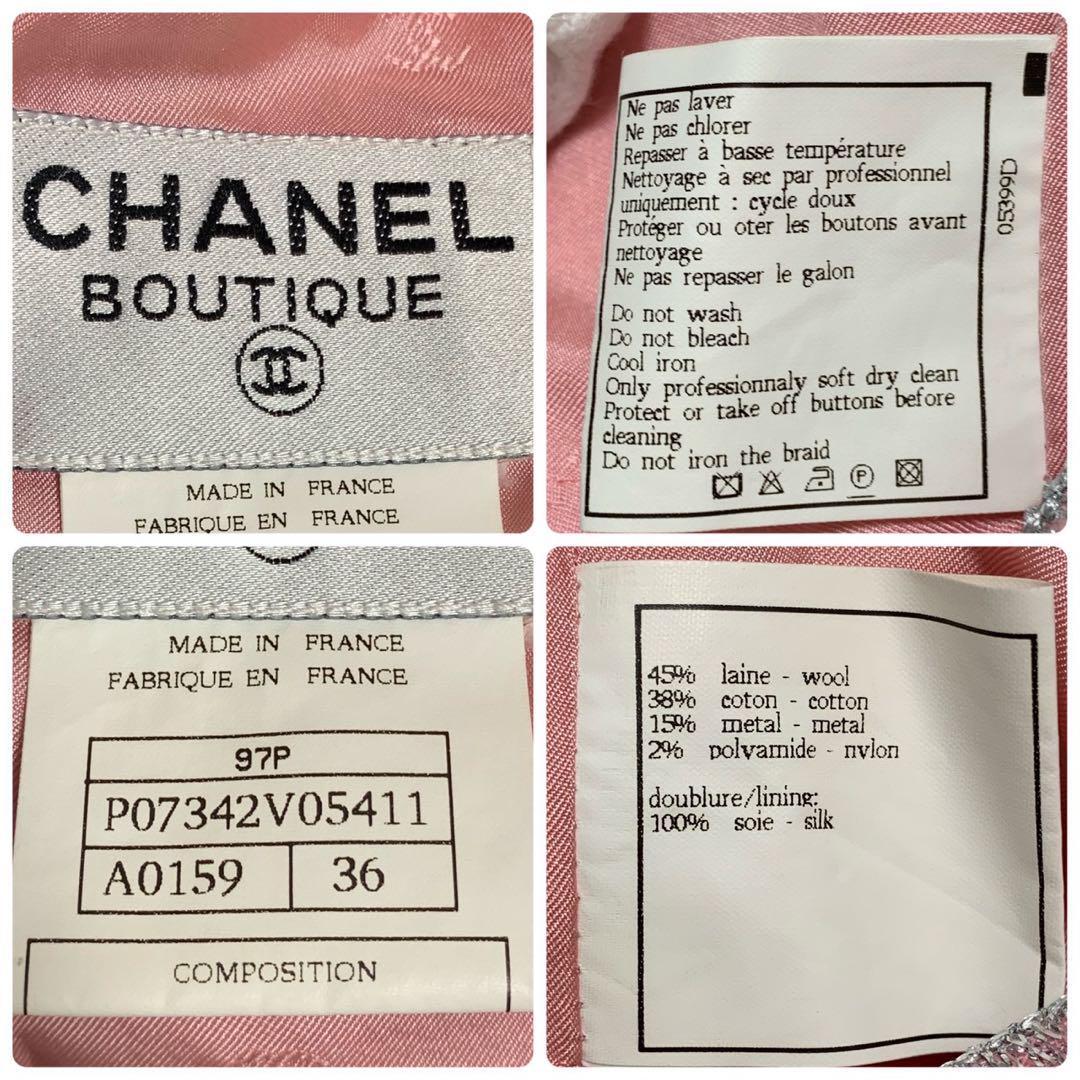 CHANEL
BOUTIQUE
MADE IN FRANCE
FABRIQUE EN FRANCE
Ne pas laver
Ne pas chlorer
Repasser à basse température
Nettoyage à sec par professionnel
uniquement : cycle doux
Protéger ou oter les boutons avant
nettoyage
Ne pas repasser le galon
Do not wash
Do not bleach
Cool iron
Only professionnaly soft dry clean
Protect or take off buttons before
cleaning
Do not iron the braid
P
05399D
MADE IN FRANCE
FABRIQUE EN FRANCE
97P
P07342V05411
A0159 36
COMPOSITION
45% laine - wool
38% coton - cotton
15% metal - metal
2% polyamide - nylon
doublure/lining:
100% soie - silk